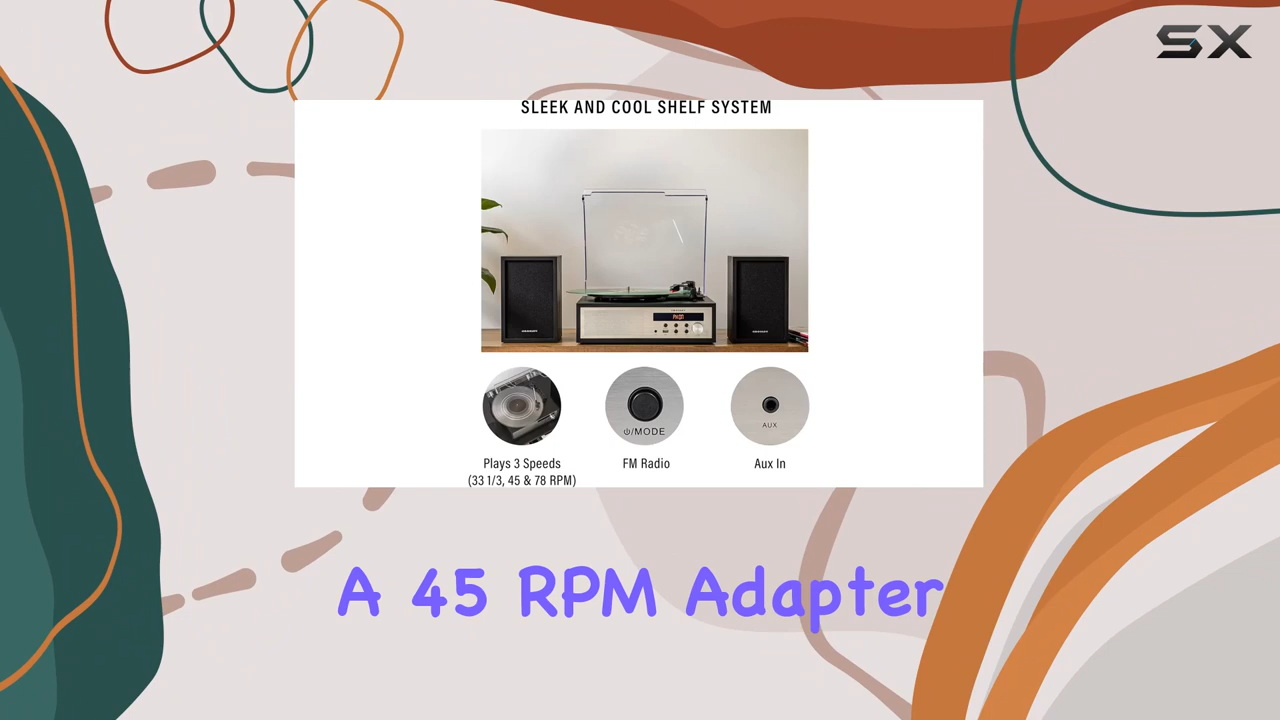 SX
SLEEK AND COOL SHELF SYSTEM
⏻/MODE
AUX
Plays 3 Speeds
(33 1/3, 45 & 78 RPM)
FM Radio
Aux In
A 45 RPM Adapter